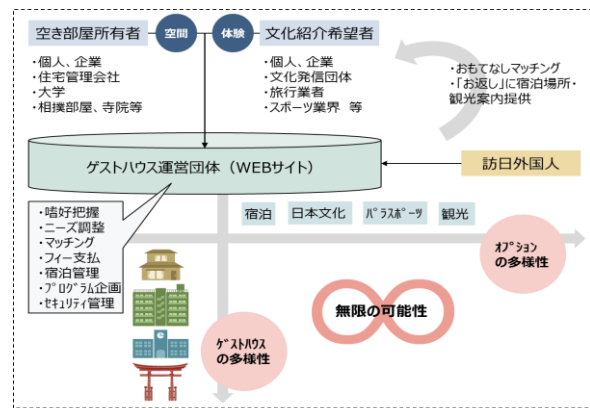 空き部屋所有者
空間
体験
文化紹介希望者
・個人、企業
・住宅管理会社
・大学
・相撲部屋、寺院等
・個人、企業
・文化発信団体
・旅行業者
・スポーツ業界 等
・おもてなしマッチング
・「お返し」に宿泊場所・
観光案内提供
ゲストハウス運営団体（WEBサイト）
訪日外国人
・嗜好把握
・ニーズ調整
・マッチング
・フィー支払
・宿泊管理
・ﾌﾟﾛｸﾞﾗﾑ企画
・ｾｷｭﾘﾃｨ管理
宿泊
日本文化
ﾊﾟﾗｽﾎﾟｰﾂ
観光
ｵﾌﾟｼｮﾝ
の多様性
無限の可能性
ｹﾞｽﾄﾊｳｽ
の多様性